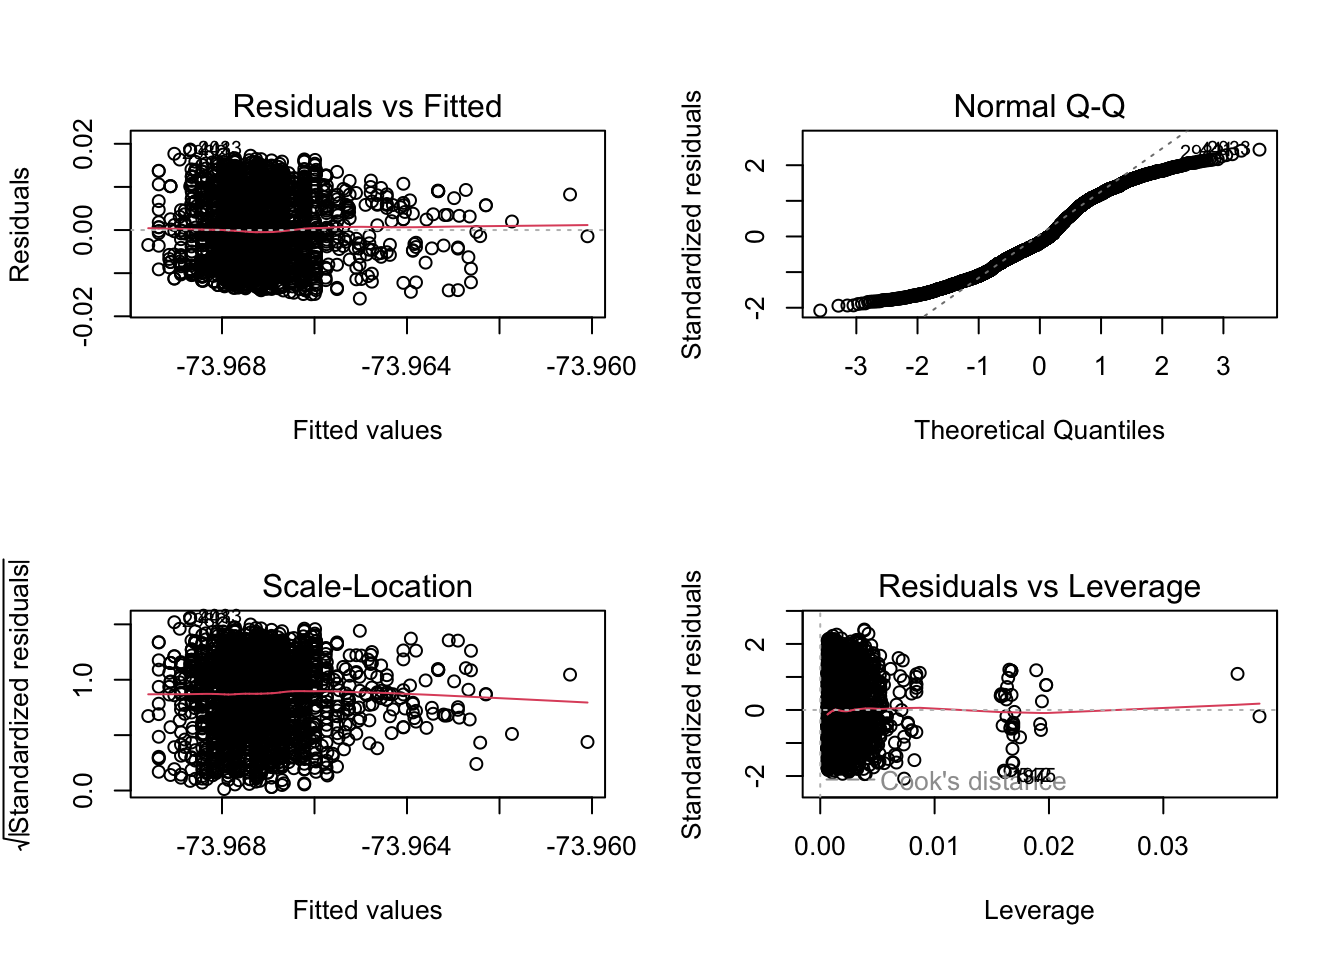 Residuals vs Fitted
Residuals
0.02
0.00
-0.02
-73.968 -73.964 -73.960
Fitted values
Normal Q-Q
Standardized residuals
2
0
-2
-3 -2 -1 0 1 2 3
Theoretical Quantiles
Scale-Location
√|Standardized residuals|
1.0
0.0
-73.968 -73.964 -73.960
Fitted values
Residuals vs Leverage
Standardized residuals
2
0
-2
Cook's distance
0.00 0.01 0.02 0.03
Leverage